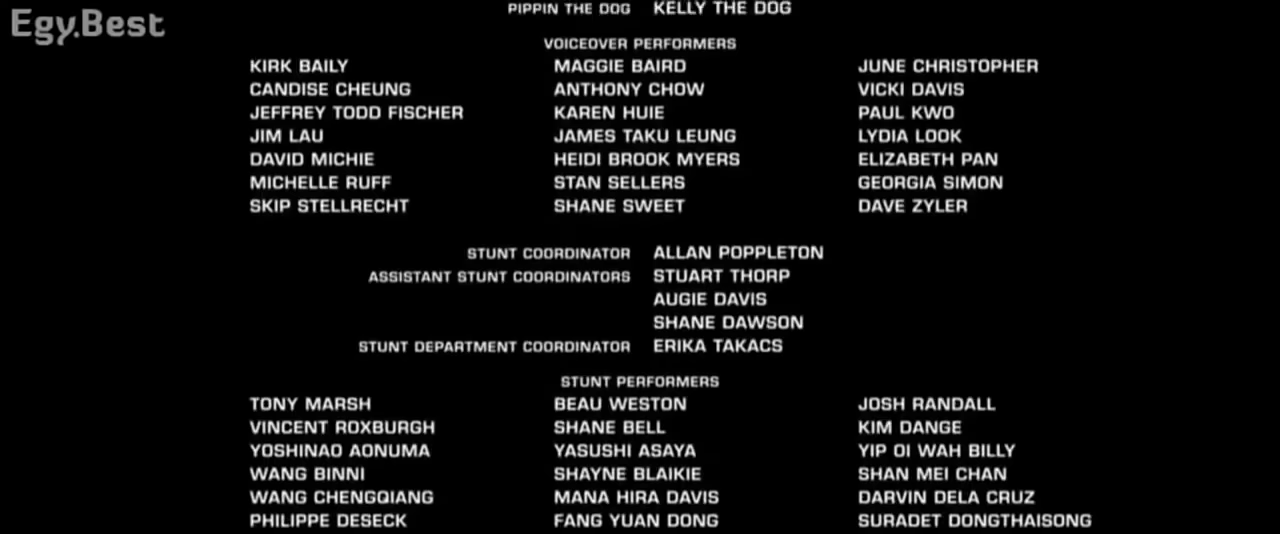 Egy.Best
PIPPIN THE DOG KELLY THE DOG
VOICEOVER PERFORMERS
KIRK BAILY MAGGIE BAIRD JUNE CHRISTOPHER
CANDISE CHEUNG ANTHONY CHOW VICKI DAVIS
JEFFREY TODD FISCHER KAREN HUIE PAUL KWO
JIM LAU JAMES TAKU LEUNG LYDIA LOOK
DAVID MICHIE HEIDI BROOK MYERS ELIZABETH PAN
MICHELLE RUFF STAN SELLERS GEORGIA SIMON
SKIP STELLRECHT SHANE SWEET DAVE ZYLER
STUNT COORDINATOR ALLAN POPPLETON
ASSISTANT STUNT COORDINATORS STUART THORP
AUGIE DAVIS
SHANE DAWSON
STUNT DEPARTMENT COORDINATOR ERIKA TAKACS
STUNT PERFORMERS
TONY MARSH BEAU WESTON JOSH RANDALL
VINCENT ROXBURGH SHANE BELL KIM DANGE
YOSHINAO AONUMA YASUSHI ASAYA YIP OI WAH BILLY
WANG BINNI SHAYNE BLAIKIE SHAN MEI CHAN
WANG CHENGQIANG MANA HIRA DAVIS DARVIN DELA CRUZ
PHILIPPE DESECK FANG YUAN DONG SURADET DONGTHAISONG